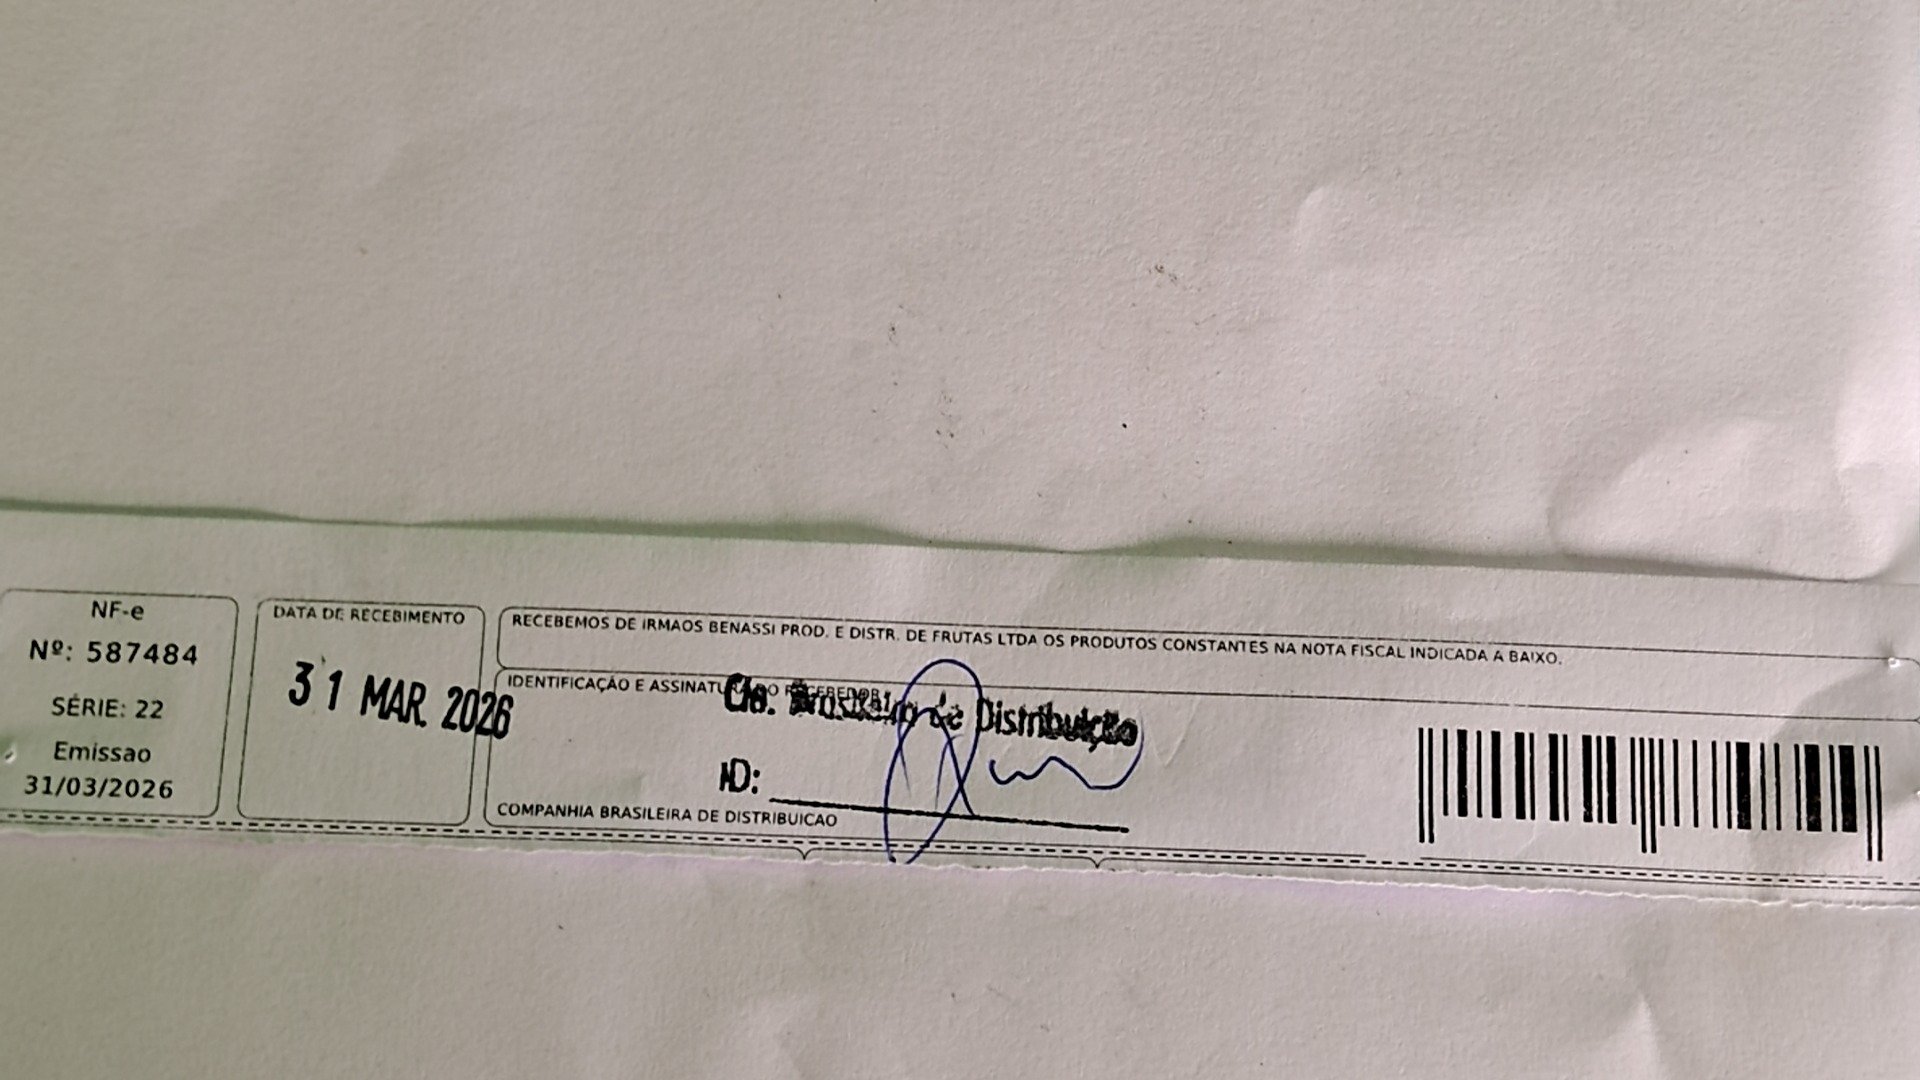 NF-e
Nº: 587484
SÉRIE: 22
Emissao
31/03/2026
DATA DE RECEBIMENTO
31 MAR. 2026
RECEBEMOS DE IRMAOS BENASSI PROD. E DISTR. DE FRUTAS LTDA OS PRODUTOS CONSTANTES NA NOTA FISCAL INDICADA A BAIXO.
IDENTIFICAÇÃO E ASSINATURA DO RECEBEDOR
Cia. Brasileira de Distribuição
ID:
COMPANHIA BRASILEIRA DE DISTRIBUICAO